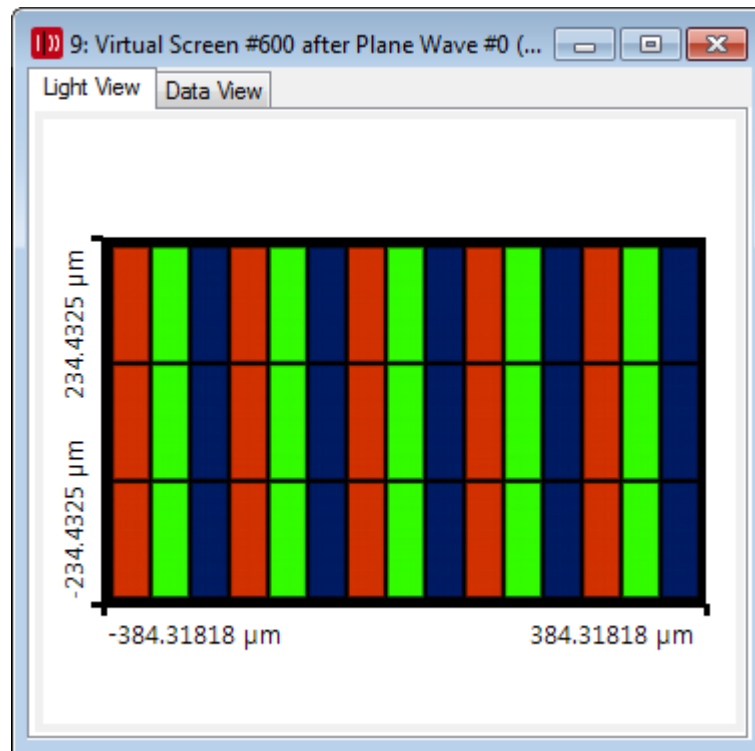 9: Virtual Screen #600 after Plane Wave #0 (...
Light View Data View
234.4325 µm
-234.4325 µm
-384.31818 µm 384.31818 µm